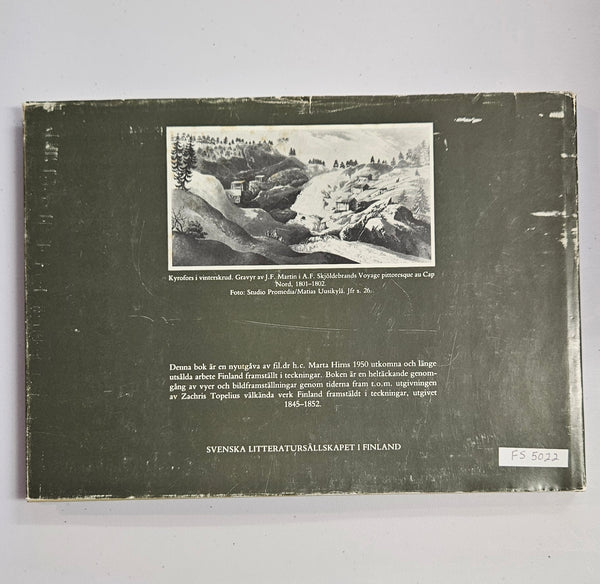 Kyrofors i vinterskrud. Gravyr av J.F. Martin i A.F. Skjöldebrands Voyage pittoresque au Cap
Nord, 1801–1802.
Foto: Studio Promedia/Matias Uusikylä. Jfr s. 26.
Denna bok är en nyutgåva av fil.dr h.c. Marta Hirns 1950 utkomna och länge
utsålda arbete Finland framställt i teckningar. Boken är en heltäckande genom-
gång av vyer och bildframställningar genom tiderna fram t.o.m. utgivningen
av Zachris Topelius välkända verk Finland framstäldt i teckningar, utgivet
1845–1852.
SVENSKA LITTERATURSÄLLSKAPET I FINLAND
FS 5022